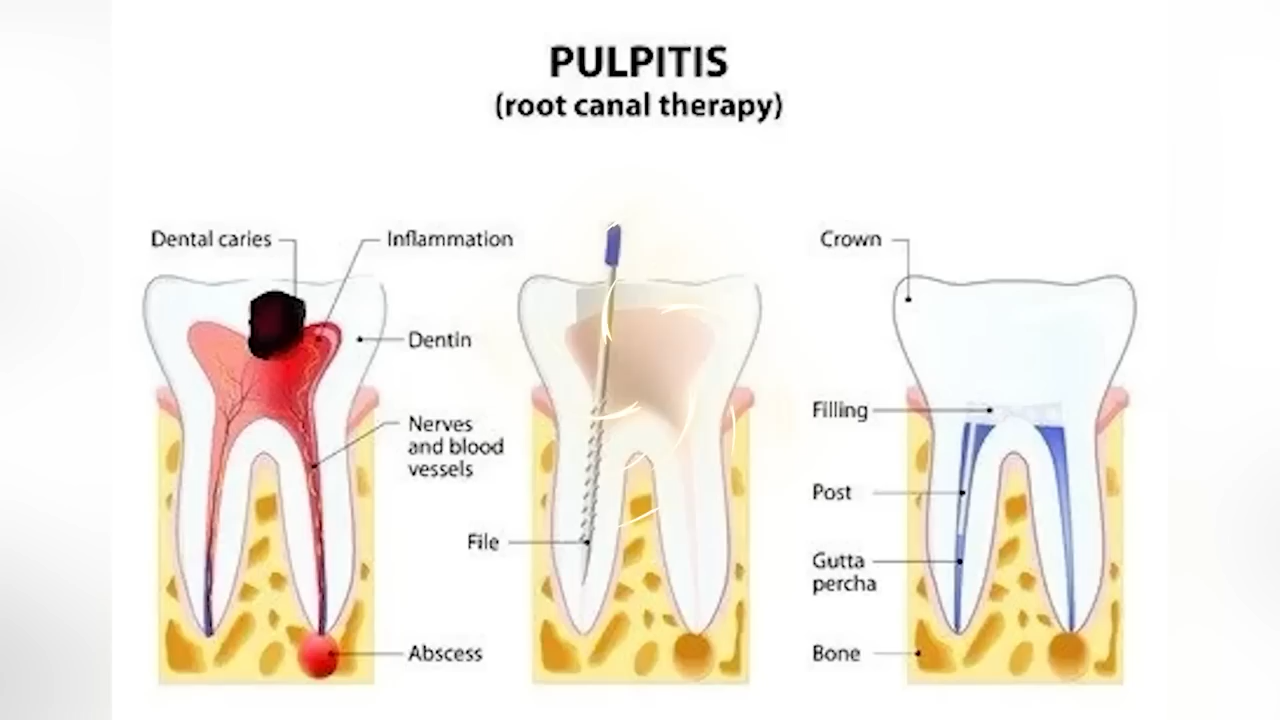 PULPITIS
(root canal therapy)
Dental caries
Inflammation
Dentin
Nerves
and blood
vessels
Abscess
File
Crown
Filling
Post
Gutta
percha
Bone